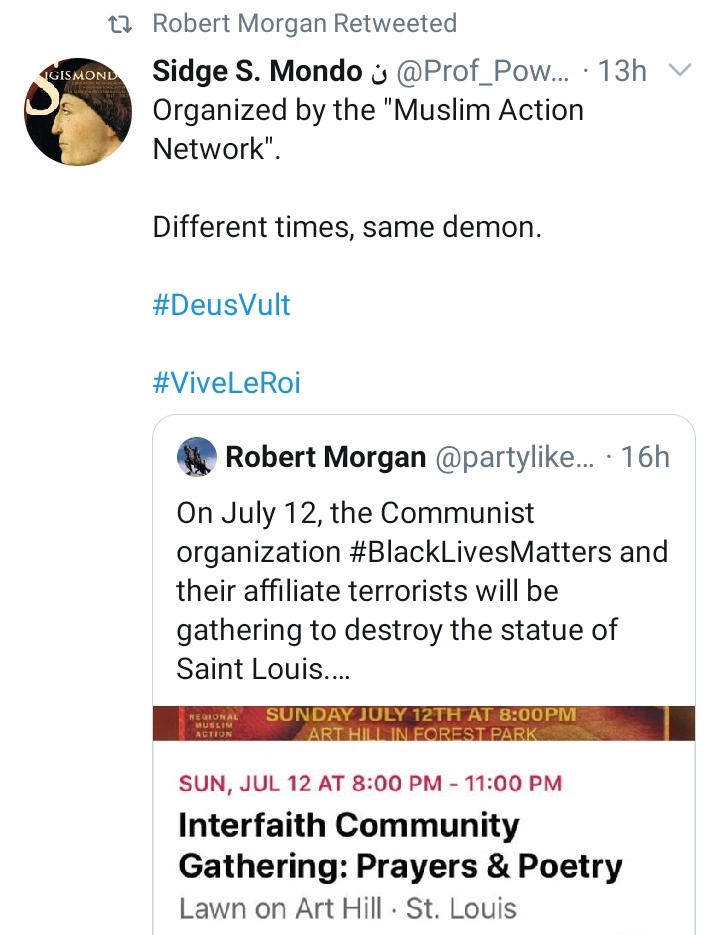 Robert Morgan Retweeted
SIGISMOND
Sidge S. Mondo ن @Prof_Pow... · 13h
Organized by the "Muslim Action
Network".
Different times, same demon.
#DeusVult
#ViveLeRoi
Robert Morgan @partylike... · 16h
On July 12, the Communist
organization #BlackLivesMatters and
their affiliate terrorists will be
gathering to destroy the statue of
Saint Louis....
REGIONAL
MUSLIM
ACTION
SUNDAY JULY 12TH AT 8:00PM
ART HILL IN FOREST PARK
SUN, JUL 12 AT 8:00 PM - 11:00 PM
Interfaith Community
Gathering: Prayers & Poetry
Lawn on Art Hill · St. Louis